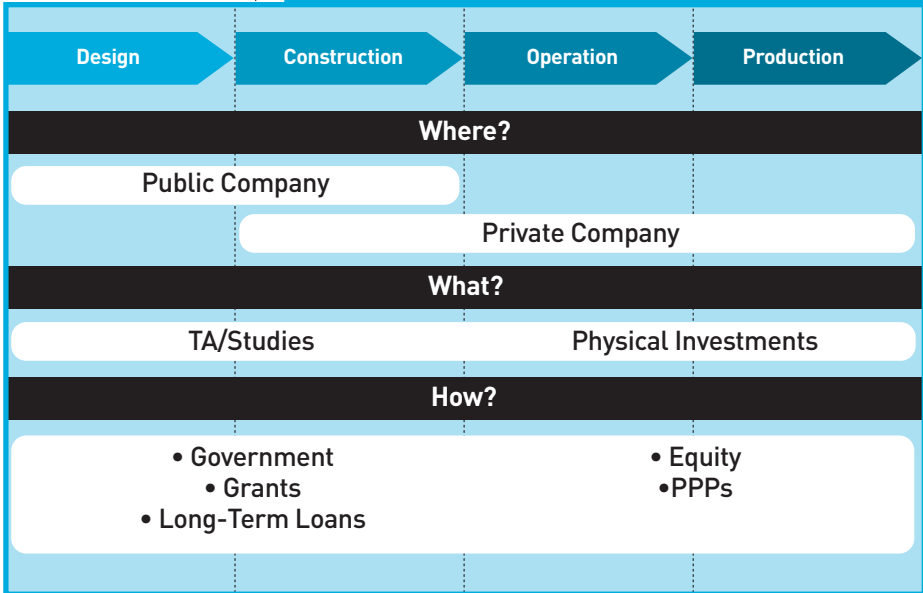 Design Construction Operation Production
Where?
Public Company
Private Company
What?
TA/Studies Physical Investments
How?
• Government • Equity
• Grants •PPPs
• Long-Term Loans